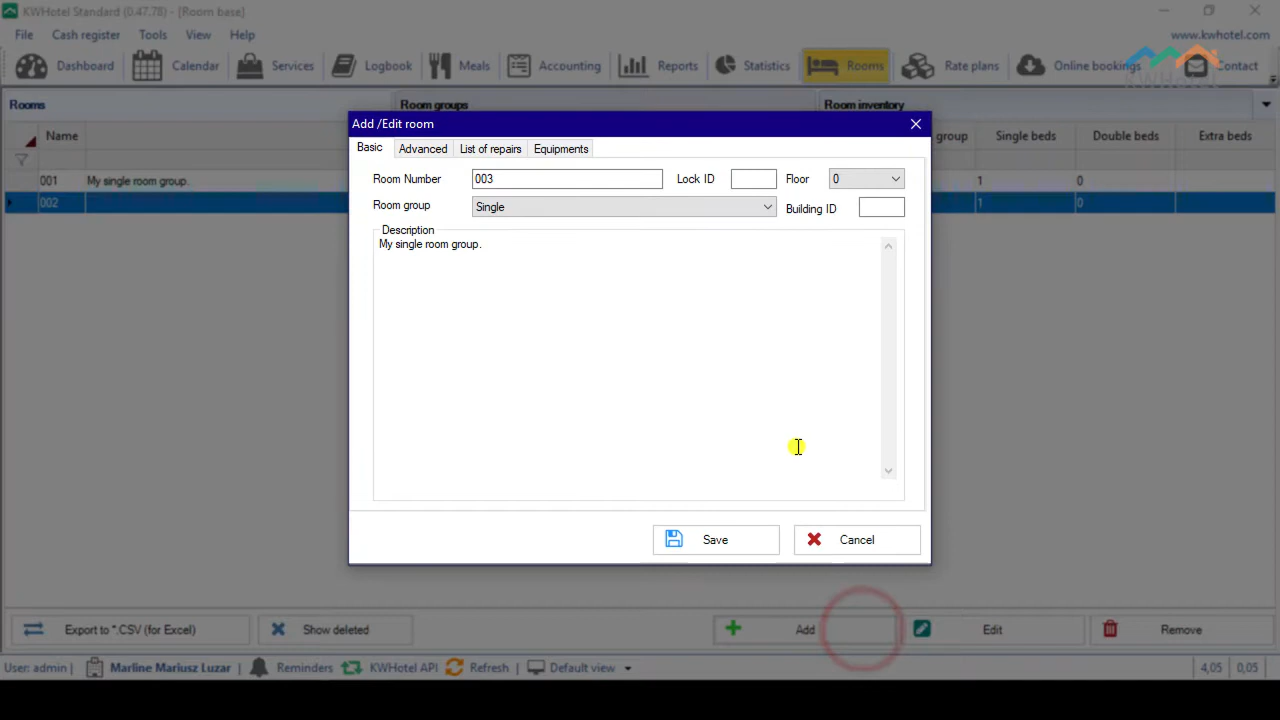 KWHotel Standard (0.47.78) - [Room base]
File Cash register Tools View Help www.kwhotel.com
Dashboard Calendar Services Logbook Meals Accounting Reports Statistics Rooms Rate plans Online bookings Contact
KWHotel
Rooms Room groups Room inventory
Name group Single beds Double beds Extra beds
001 My single room group. 1 0
002 1 0
Add /Edit room
Basic Advanced List of repairs Equipments
Room Number 003 Lock ID Floor 0
Room group Single Building ID
Description
My single room group.
Save Cancel
Export to *.CSV (for Excel) Show deleted Add Edit Remove
User: admin | Marline Mariusz Luzar | Reminders KWHotel API Refresh | Default view 4,05 0,05